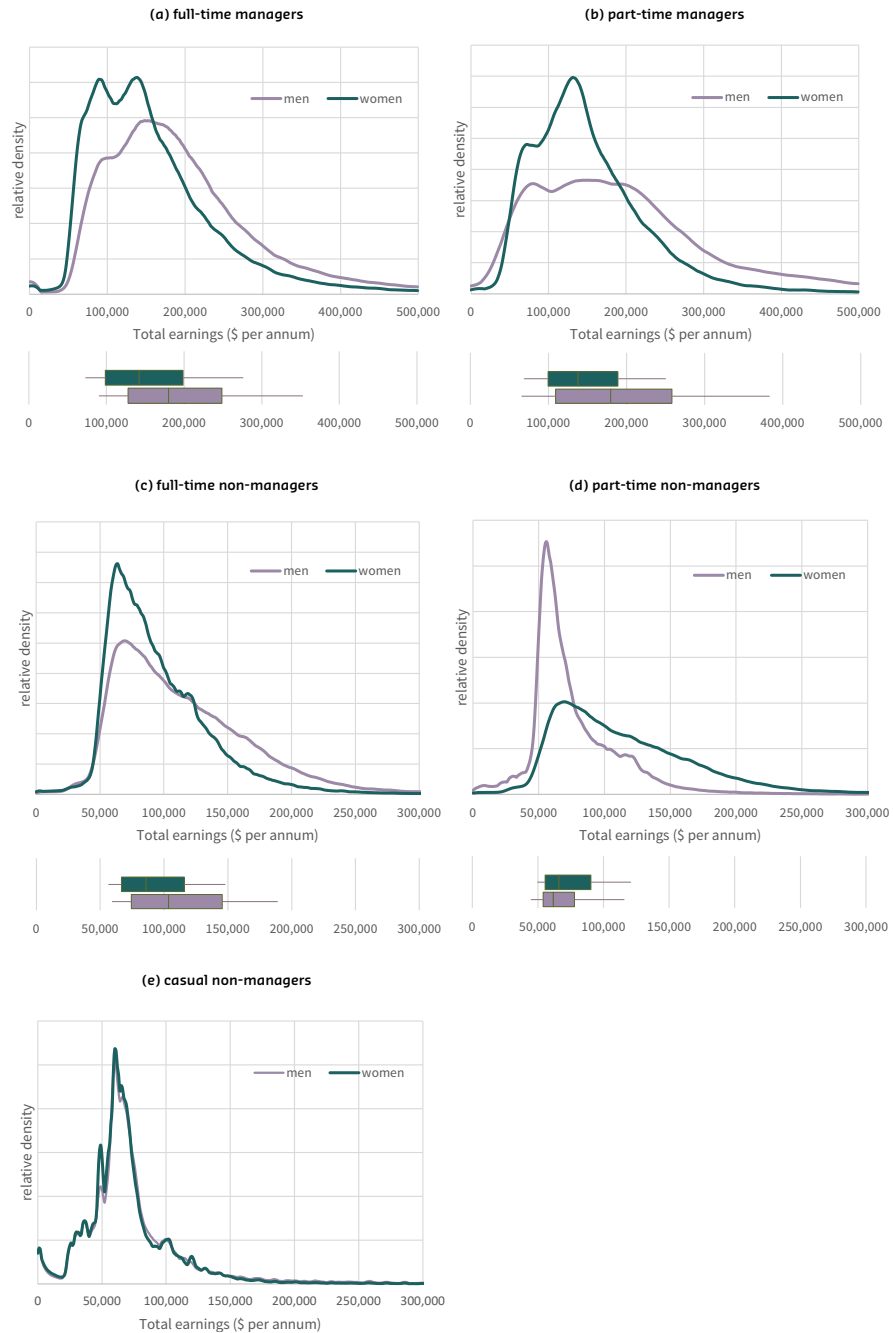 (a) full-time managers
relative density
men women
0 100,000 200,000 300,000 400,000 500,000
Total earnings ($ per annum)
0 100,000 200,000 300,000 400,000 500,000
(b) part-time managers
relative density
men women
0 100,000 200,000 300,000 400,000 500,000
Total earnings ($ per annum)
0 100,000 200,000 300,000 400,000 500,000
(c) full-time non-managers
relative density
men women
0 50,000 100,000 150,000 200,000 250,000 300,000
Total earnings ($ per annum)
0 50,000 100,000 150,000 200,000 250,000 300,000
(d) part-time non-managers
relative density
men women
0 50,000 100,000 150,000 200,000 250,000 300,000
Total earnings ($ per annum)
0 50,000 100,000 150,000 200,000 250,000 300,000
(e) casual non-managers
relative density
men women
0 50,000 100,000 150,000 200,000 250,000 300,000
Total earnings ($ per annum)